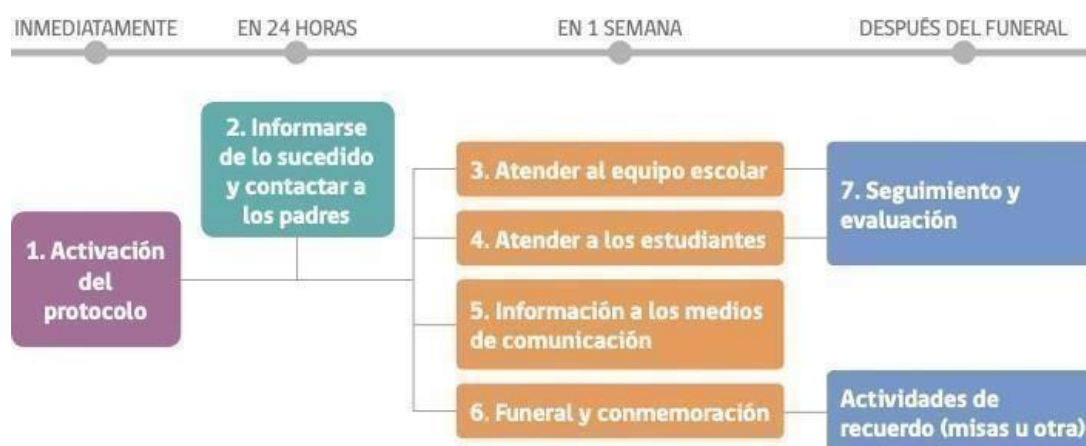 INMEDIATAMENTE
EN 24 HORAS
EN 1 SEMANA
DESPUÉS DEL FUNERAL
1. Activación
del
protocolo
2. Informarse
de lo sucedido
y contactar a
los padres
3. Atender al equipo escolar
4. Atender a los estudiantes
5. Información a los medios
de comunicación
6. Funeral y conmemoración
7. Seguimiento y
evaluación
Actividades de
recuerdo (misas u otra)